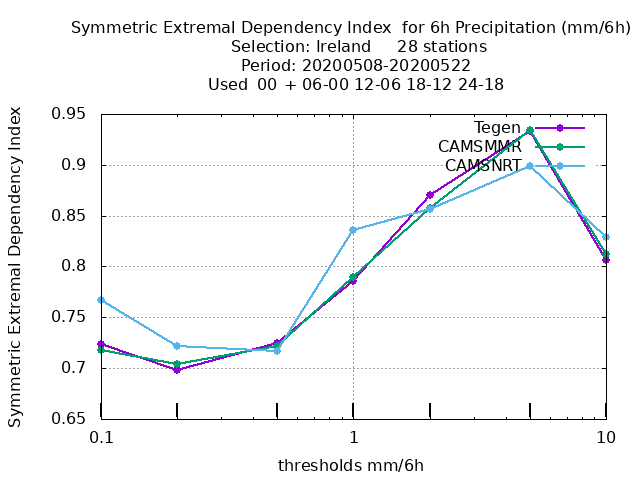 Symmetric Extremal Dependency Index  for 6h Precipitation (mm/6h)
Selection: Ireland     28 stations
Period: 20200508-20200522
Used  00 + 06-00 12-06 18-12 24-18
Symmetric Extremal Dependency Index
0.95
0.9
0.85
0.8
0.75
0.7
0.65
Tegen
CAMSMMR
CAMSNRT
0.1 1 10
thresholds mm/6h